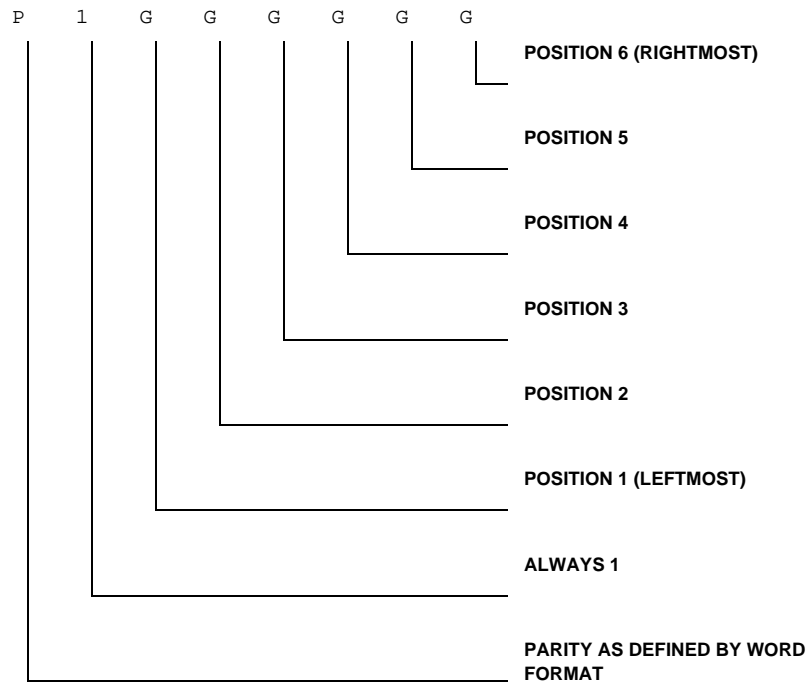 P 1 G G G G G G
POSITION 6 (RIGHTMOST)
POSITION 5
POSITION 4
POSITION 3
POSITION 2
POSITION 1 (LEFTMOST)
ALWAYS 1
PARITY AS DEFINED BY WORD
FORMAT